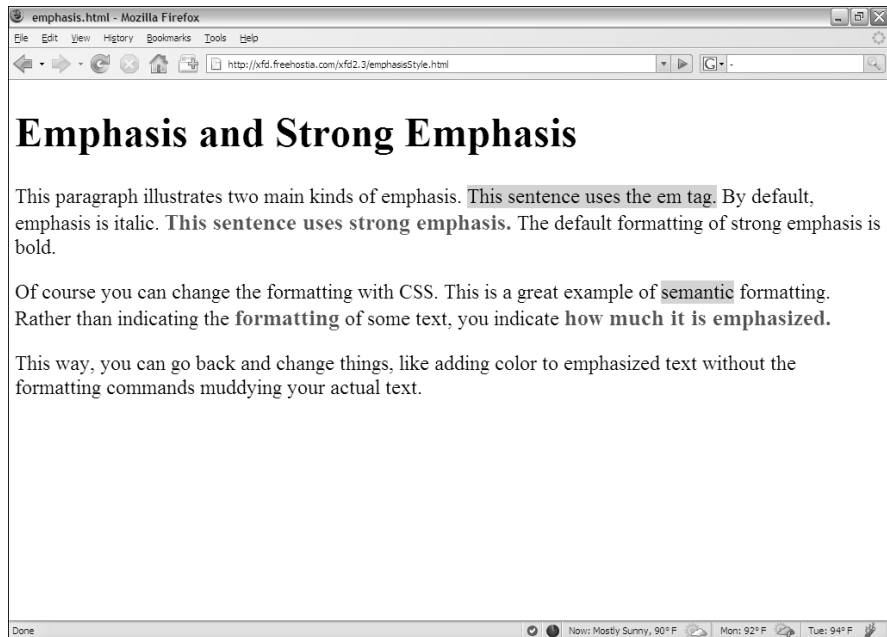 emphasis.html - Mozilla Firefox
File Edit View History Bookmarks Tools Help
http://xfd.freehostia.com/xfd2.3/emphasisStyle.html
G
Emphasis and Strong Emphasis
This paragraph illustrates two main kinds of emphasis. This sentence uses the em tag. By default,
emphasis is italic. This sentence uses strong emphasis. The default formatting of strong emphasis is
bold.
Of course you can change the formatting with CSS. This is a great example of semantic formatting.
Rather than indicating the formatting of some text, you indicate how much it is emphasized.
This way, you can go back and change things, like adding color to emphasized text without the
formatting commands muddying your actual text.
Done Now: Mostly Sunny, 90° F Mon: 92° F Tue: 94° F